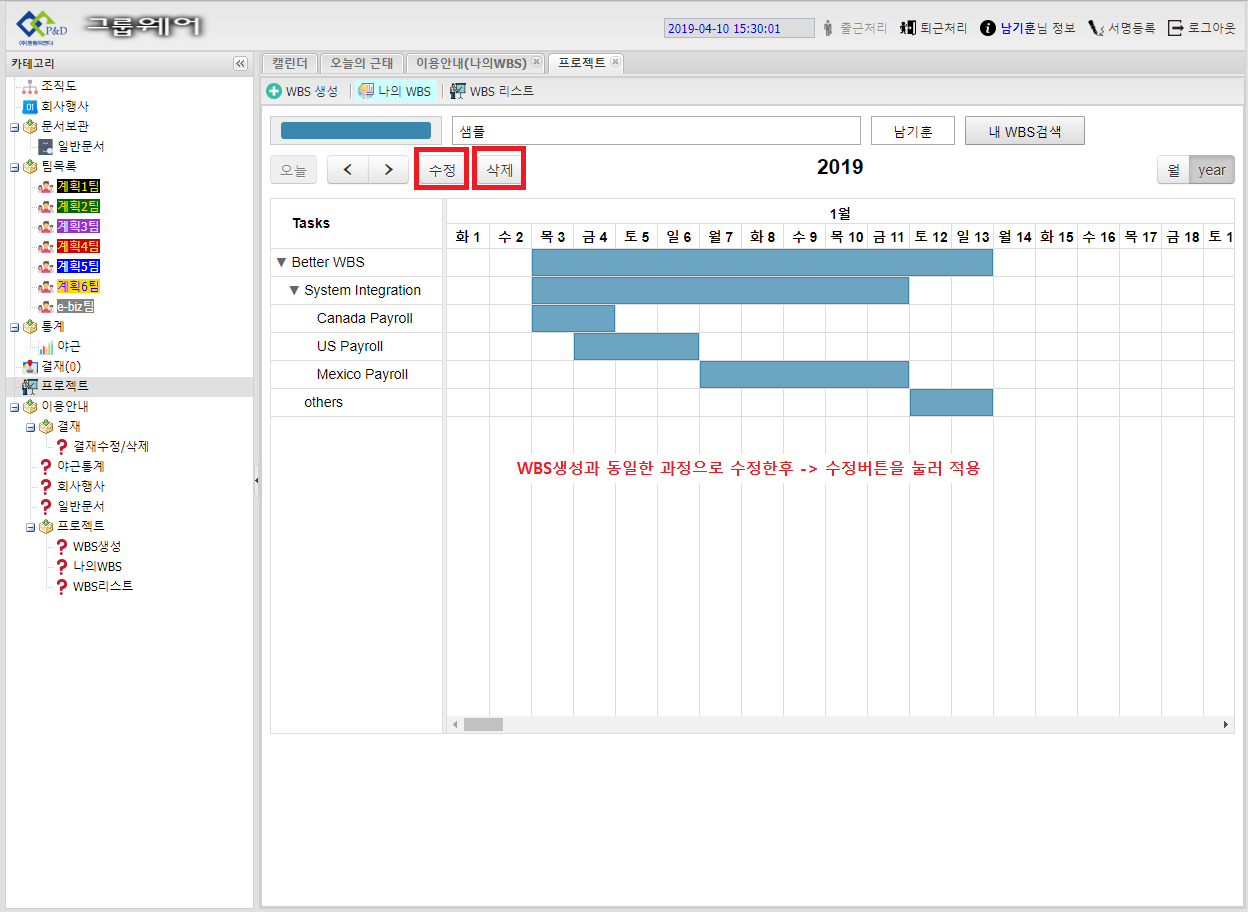 P&D
그룹웨어
2019-04-10 15:30:01
출근처리
퇴근처리
남기훈님 정보
서명등록
로그아웃
카테고리
조직도
01 회사행사
문서보관
일반문서
팀목록
계획1팀
계획2팀
계획3팀
계획4팀
계획5팀
계획6팀
e-biz팀
통계
야근
결재(0)
프로젝트
이용안내
결재
결재수정/삭제
야근통계
회사행사
일반문서
프로젝트
WBS생성
나의WBS
WBS리스트
캘린더 오늘의 근태 이용안내(나의WBS) 프로젝트
WBS 생성 나의 WBS WBS 리스트
샘플 남기훈 내 WBS검색
오늘 < > 수정 삭제 2019 월 year
Tasks
1월
화 1 수 2 목 3 금 4 토 5 일 6 월 7 화 8 수 9 목 10 금 11 토 12 일 13 월 14 화 15 수 16 목 17 금 18 토 1
Better WBS
System Integration
Canada Payroll
US Payroll
Mexico Payroll
others
WBS생성과 동일한 과정으로 수정한후 -> 수정버튼을 눌러 적용